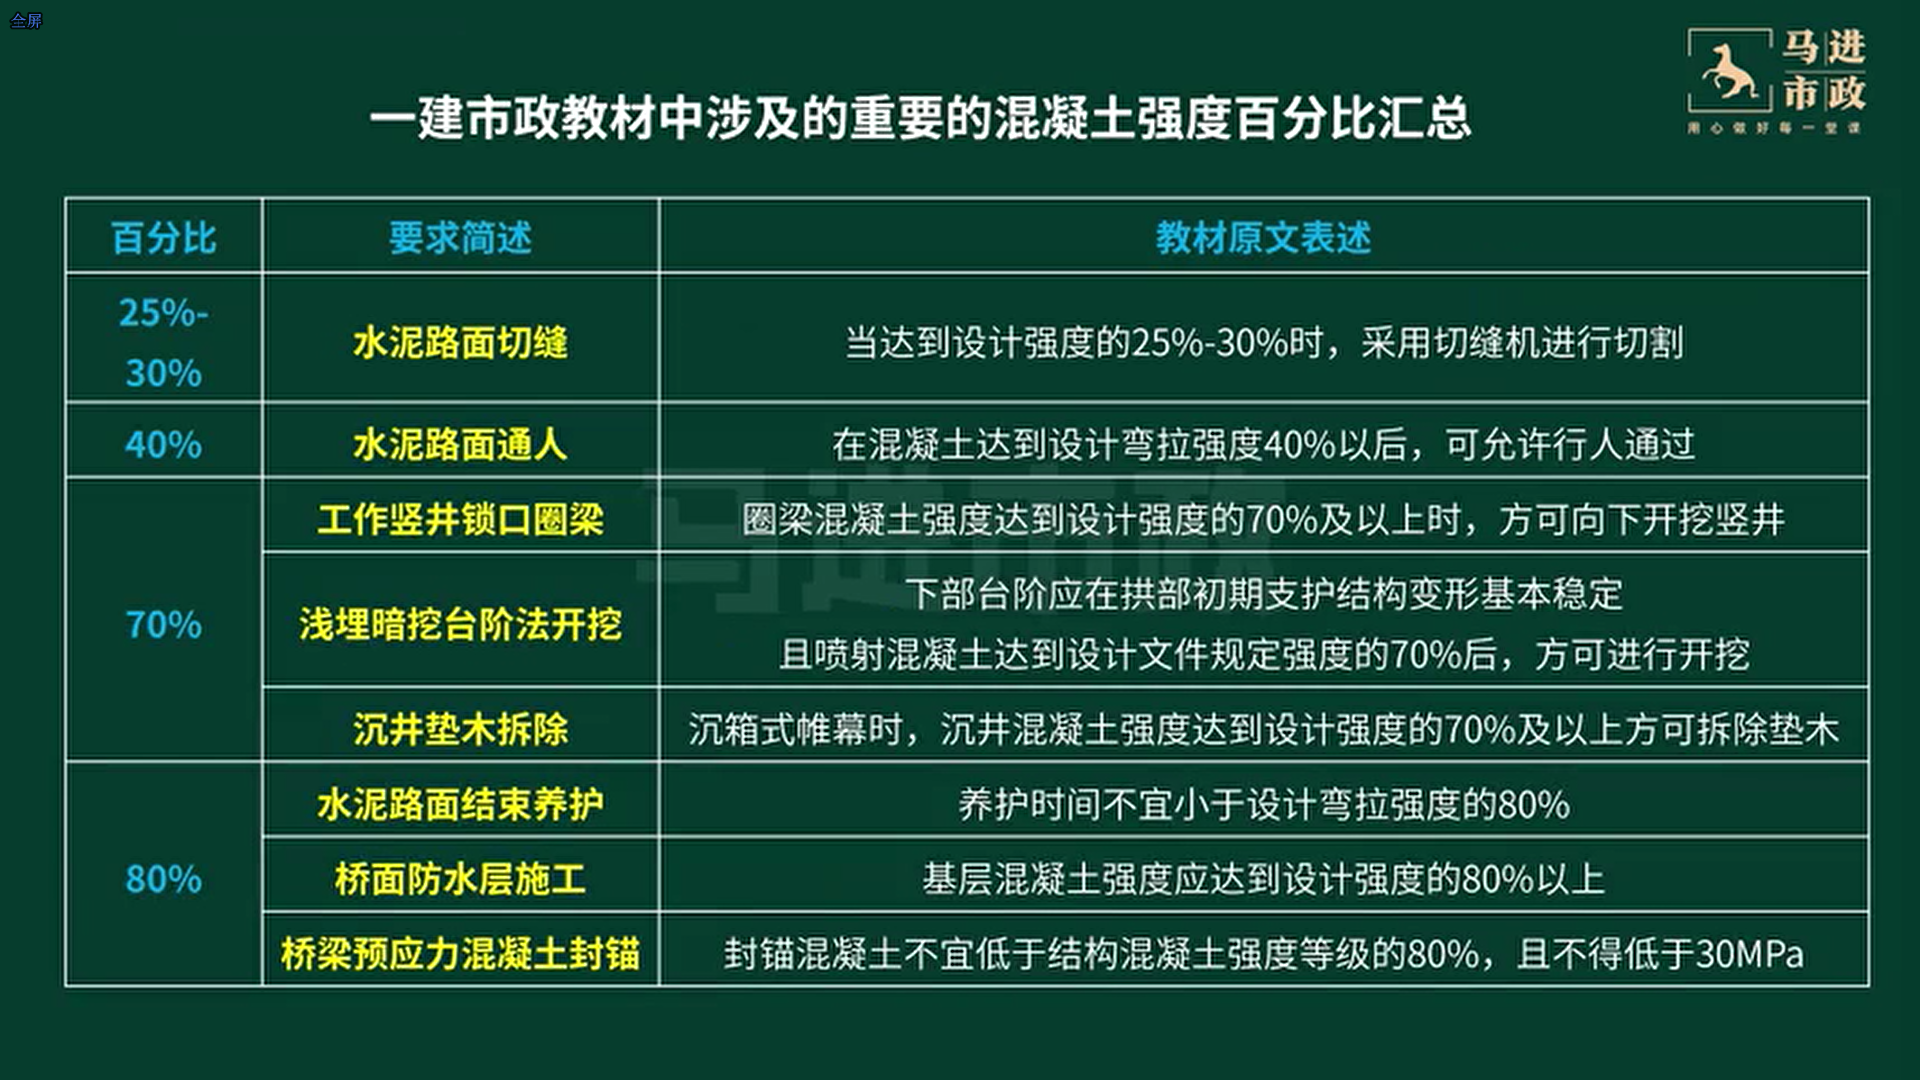 全屏
马进
市政
用心做好每一堂课
一建市政教材中涉及的重要的混凝土强度百分比汇总
百分比 要求简述 教材原文表述
25%-
30%
水泥路面切缝 当达到设计强度的25%-30%时，采用切缝机进行切割
40% 水泥路面通人 在混凝土达到设计弯拉强度40%以后，可允许行人通过
70%
工作竖井锁口圈梁 圈梁混凝土强度达到设计强度的70%及以上时，方可向下开挖竖井
浅埋暗挖台阶法开挖
下部台阶应在拱部初期支护结构变形基本稳定
且喷射混凝土达到设计文件规定强度的70%后，方可进行开挖
沉井垫木拆除 沉箱式帷幕时，沉井混凝土强度达到设计强度的70%及以上方可拆除垫木
80%
水泥路面结束养护 养护时间不宜小于设计弯拉强度的80%
桥面防水层施工 基层混凝土强度应达到设计强度的80%以上
桥梁预应力混凝土封锚 封锚混凝土不宜低于结构混凝土强度等级的80%，且不得低于30MPa
马进市政